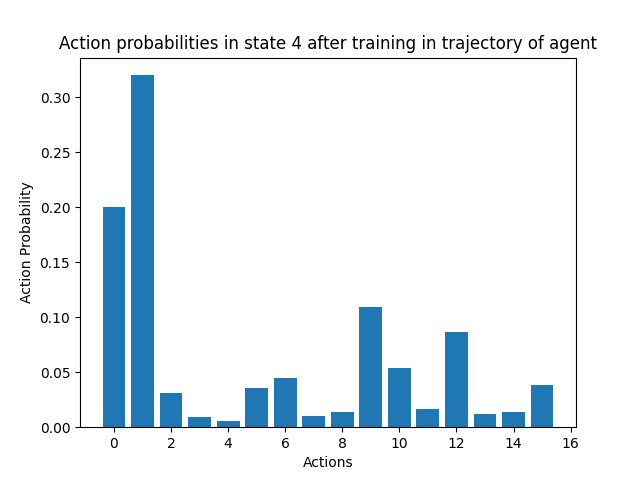 Action probabilities in state 4 after training in trajectory of agent
0.30
0.25
0.20
0.15
0.10
0.05
0.00
Action Probability
0 2 4 6 8 10 12 14 16
Actions